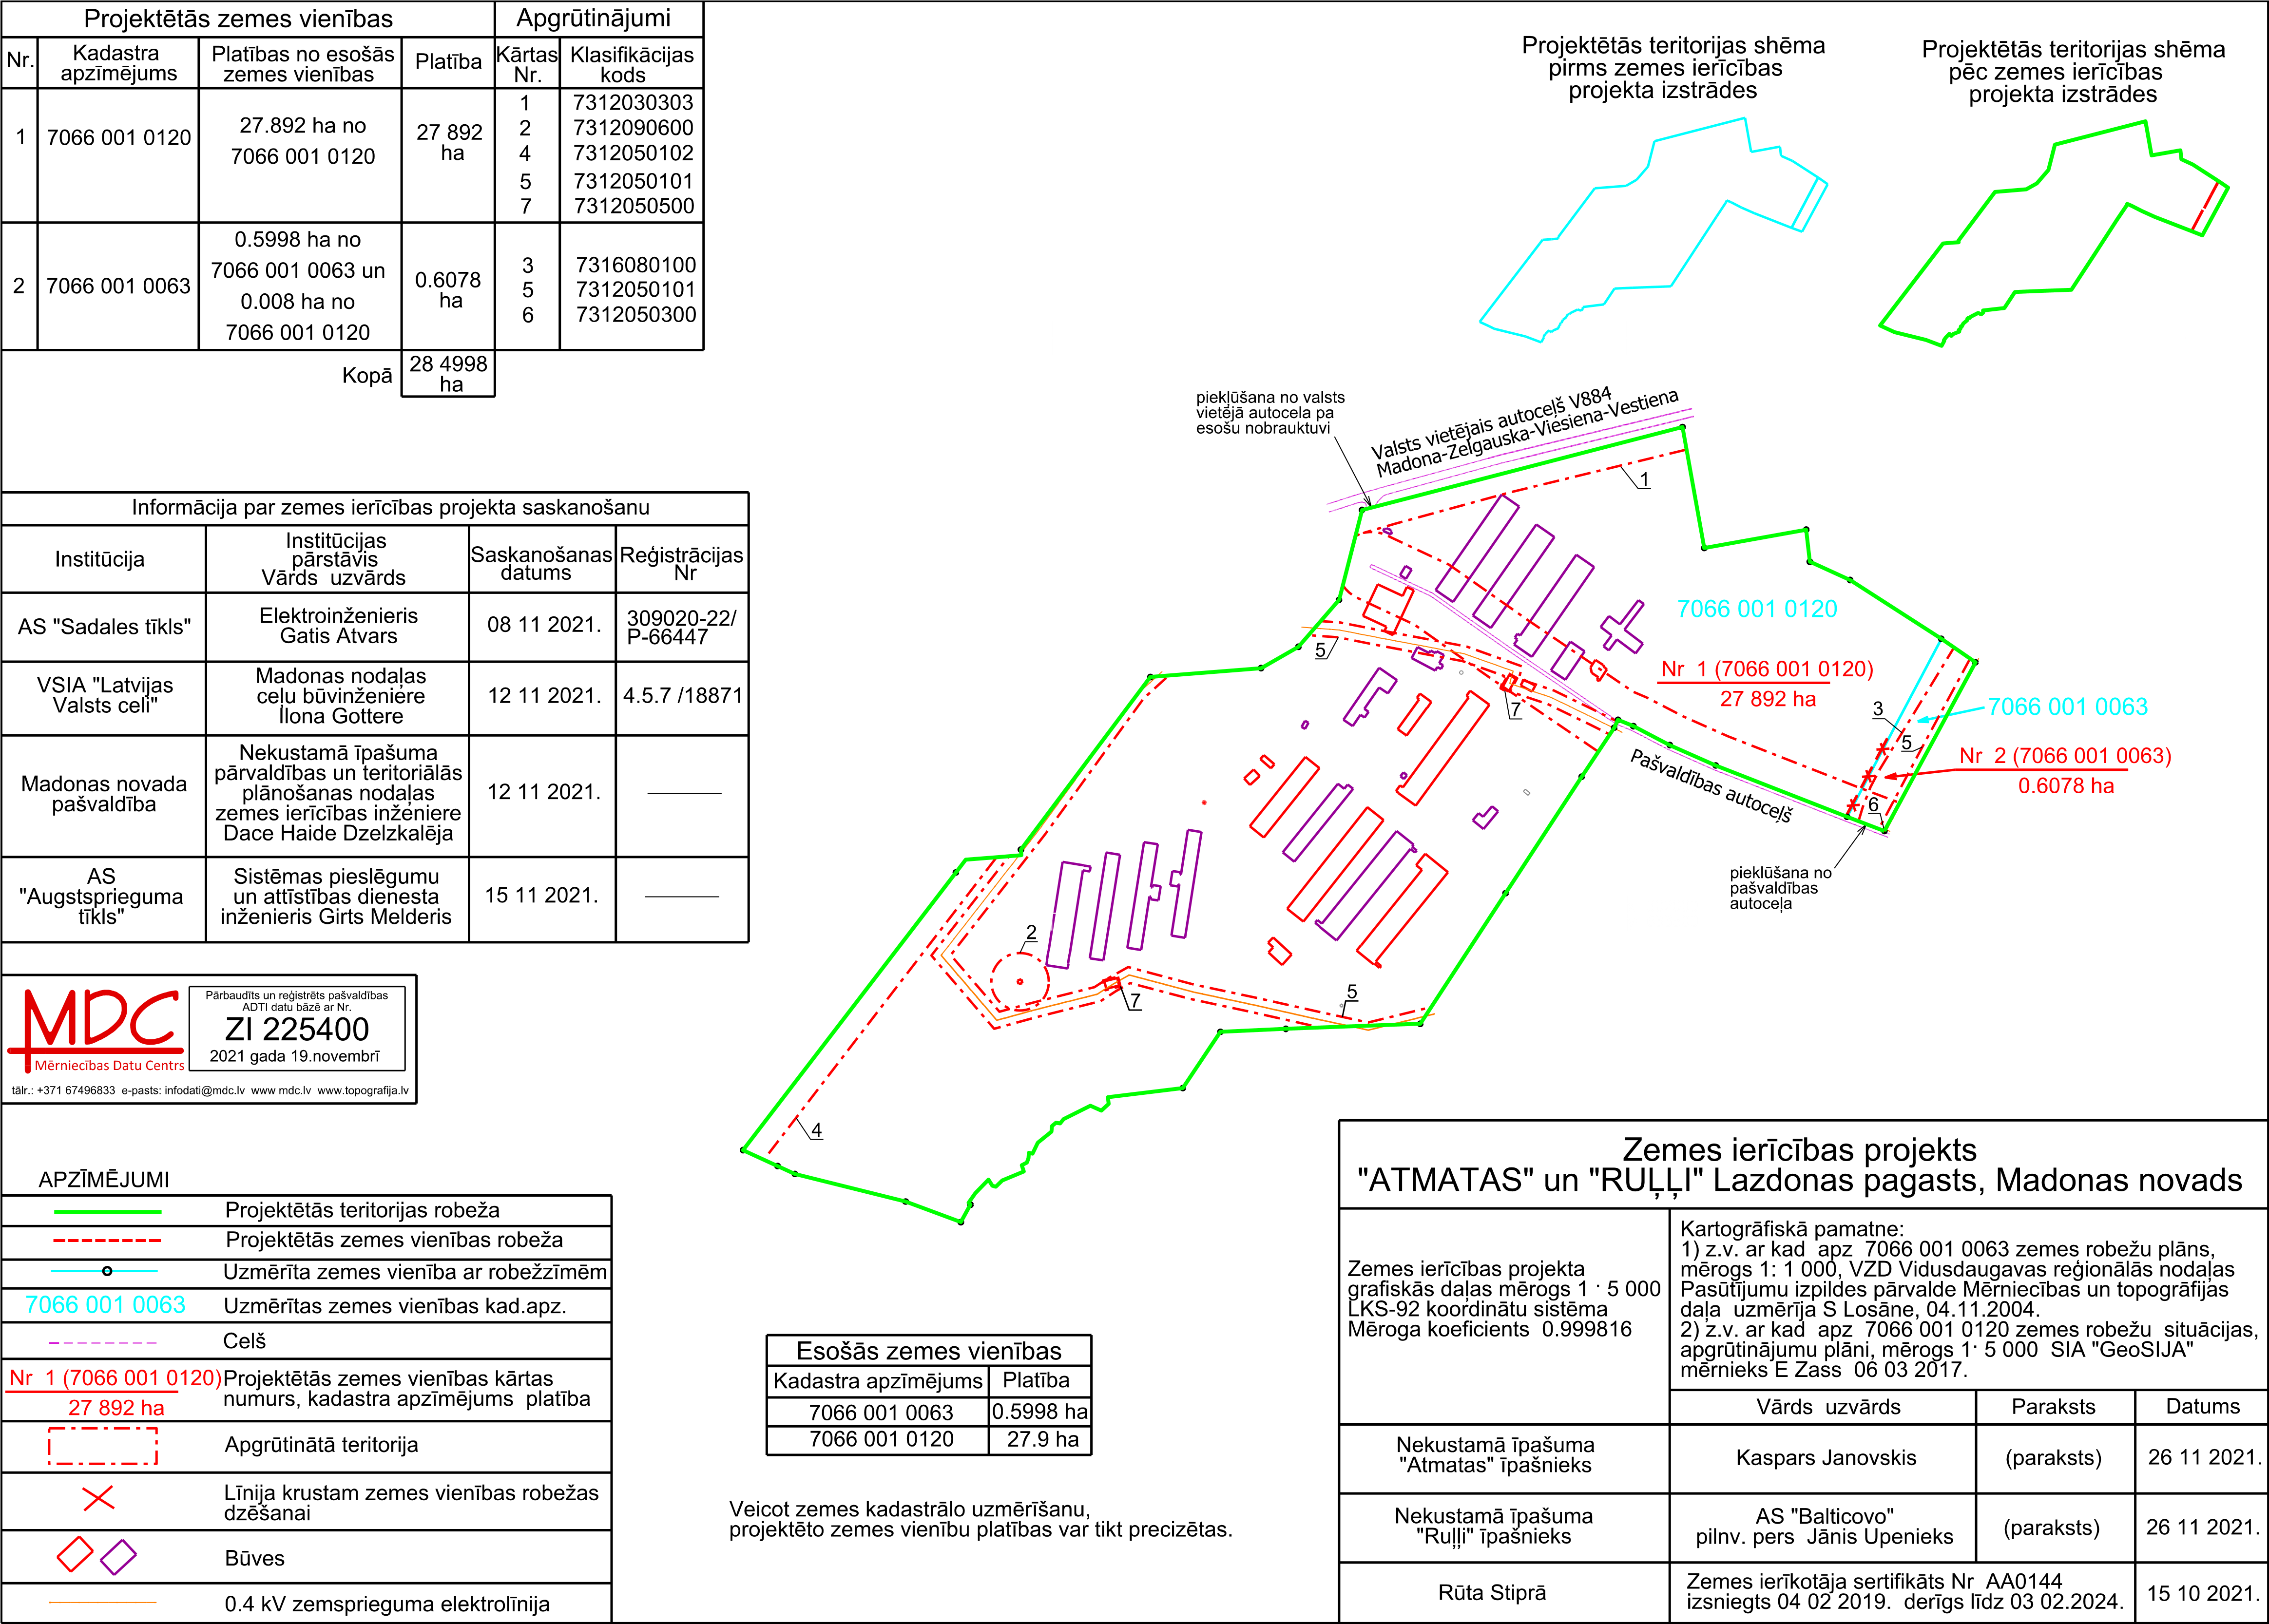 Projektētās zemes vienības
Apgrūtinājumi
Nr.
Kadastra
apzīmējums
Platības no esošās
zemes vienības
Platība
Kārtas
Nr.
Klasifikācijas
kods
1
7066 001 0120
27.892 ha no
7066 001 0120
27 892
ha
1 7312030303
2 7312090600
4 7312050102
5 7312050101
7 7312050500
2
7066 001 0063
0.5998 ha no
7066 001 0063 un
0.008 ha no
7066 001 0120
0.6078
ha
3 7316080100
5 7312050101
6 7312050300
Kopā
28 4998
ha
Projektētās teritorijas shēma
pirms zemes ierīcības
projekta izstrādes
Projektētās teritorijas shēma
pēc zemes ierīcības
projekta izstrādes
Informācija par zemes ierīcības projekta saskanošanu
Institūcija
Institūcijas
pārstāvis
Vārds uzvārds
Saskanošanas
datums
Reģistrācijas
Nr
AS "Sadales tīkls"
Elektroinženieris
Gatis Atvars
08 11 2021.
309020-22/
P-66447
VSIA "Latvijas
Valsts celi"
Madonas nodaļas
ceļu būvinženiere
Ilona Gottere
12 11 2021.
4.5.7 /18871
Madonas novada
pašvaldība
Nekustamā īpašuma
pārvaldības un teritoriālās
plānošanas nodaļas
zemes ierīcības inženiere
Dace Haide Dzelzkalēja
12 11 2021.
AS
"Augstsprieguma
tīkls"
Sistēmas pieslēgumu
un attīstības dienesta
inženieris Girts Melderis
15 11 2021.
piekļūšana no valsts
vietējā autocela pa
esošu nobrauktuvi
Valsts vietējais autoceļš V884
Madona-Zelgauska-Viesiena-Vestiena
1
7066 001 0120
Nr 1 (7066 001 0120)
27 892 ha
5
7
3
7066 001 0063
5
Nr 2 (7066 001 0063)
0.6078 ha
6
Pašvaldības autoceļš
piekļūšana no
pašvaldības
autoceļa
2
7
5
4
MDC
Mērniecības Datu Centrs
Pārbaudīts un reģistrēts pašvaldības
ADTI datu bāzē ar Nr.
ZI 225400
2021 gada 19.novembrī
tālr.: +371 67496833 e-pasts: infodati@mdc.lv www mdc.lv www.topografija.lv
APZĪMĒJUMI
Projektētās teritorijas robeža
Projektētās zemes vienības robeža
Uzmērīta zemes vienība ar robežzīmēm
7066 001 0063 Uzmērītas zemes vienības kad.apz.
Celš
Nr 1 (7066 001 0120)
27 892 ha
Projektētās zemes vienības kārtas
numurs, kadastra apzīmējums platība
Apgrūtinātā teritorija
Līnija krustam zemes vienības robežas
dzēšanai
Būves
0.4 kV zemsprieguma elektrolīnija
Esošās zemes vienības
Kadastra apzīmējums Platība
7066 001 0063 0.5998 ha
7066 001 0120 27.9 ha
Veicot zemes kadastrālo uzmērīšanu,
projektēto zemes vienību platības var tikt precizētas.
Zemes ierīcības projekts
"ATMATAS" un "RUĻĻI" Lazdonas pagasts, Madonas novads
Zemes ierīcības projekta
grafiskās daļas mērogs 1 : 5 000
LKS-92 koordinātu sistēma
Mēroga koeficients 0.999816
Kartogrāfiskā pamatne:
1) z.v. ar kad apz 7066 001 0063 zemes robežu plāns,
mērogs 1: 1 000, VZD Vidusdaugavas reģionālās nodaļas
Pasūtījumu izpildes pārvalde Mērniecības un topogrāfijas
daļa uzmērīja S Losāne, 04.11.2004.
2) z.v. ar kad apz 7066 001 0120 zemes robežu situācijas,
apgrūtinājumu plāni, mērogs 1: 5 000 SIA "GeoSIJA"
mērnieks E Zass 06 03 2017.
Vārds uzvārds
Paraksts
Datums
Nekustamā īpašuma
"Atmatas" īpašnieks
Kaspars Janovskis
(paraksts)
26 11 2021.
Nekustamā īpašuma
"Ruļļi" īpašnieks
AS "Balticovo"
pilnv. pers Jānis Upenieks
(paraksts)
26 11 2021.
Rūta Stiprā
Zemes ierīkotāja sertifikāts Nr AA0144
izsniegts 04 02 2019. derīgs līdz 03 02.2024.
15 10 2021.